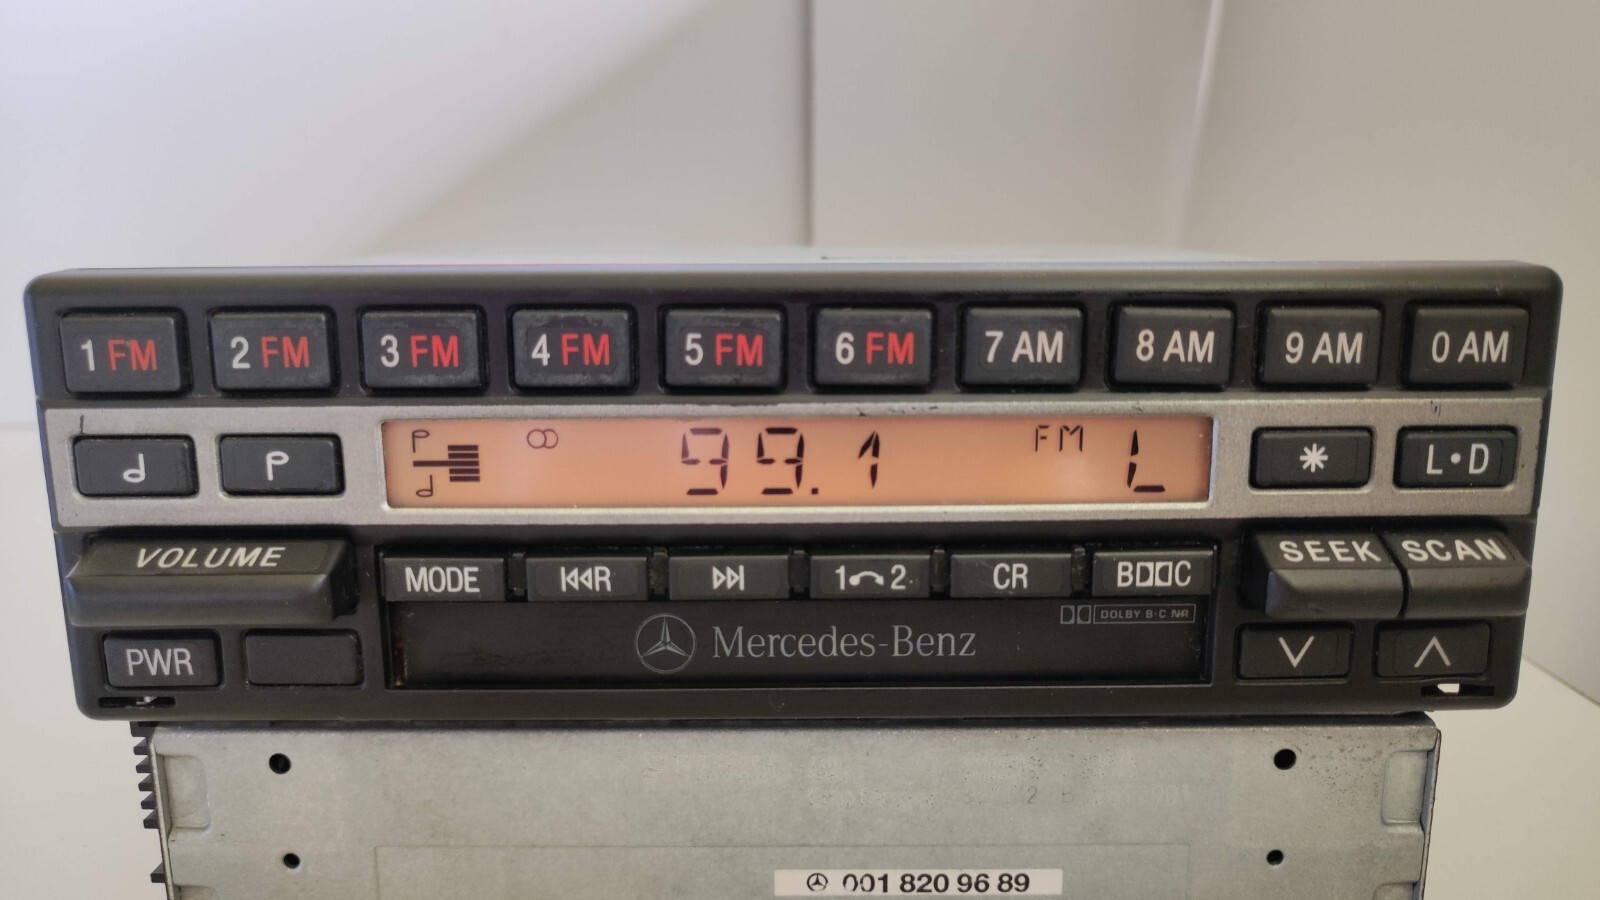 1 FM 2 FM 3 FM 4 FM 5 FM 6 FM 7 AM 8 AM 9 AM 0 AM
99.1 FM L * L•D
VOLUME SEEK SCAN
MODE R 1 2 CR B C
DOLBY B·C NR
PWR Mercedes-Benz
001 820 96 89